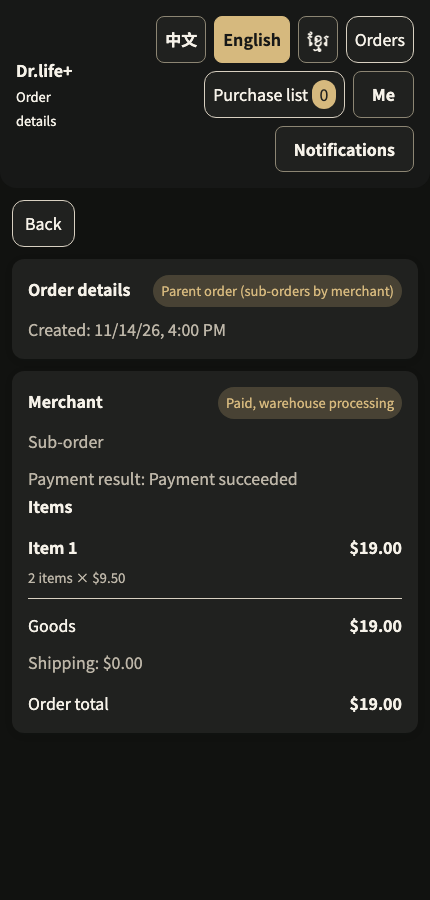 中文
English
ខ្មែរ
Orders
Dr.life+
Order
details
Purchase list 0
Me
Notifications
Back
Order details
Parent order (sub-orders by merchant)
Created: 11/14/26, 4:00 PM
Merchant
Paid, warehouse processing
Sub-order
Payment result: Payment succeeded
Items
Item 1 $19.00
2 items × $9.50
Goods $19.00
Shipping: $0.00
Order total $19.00